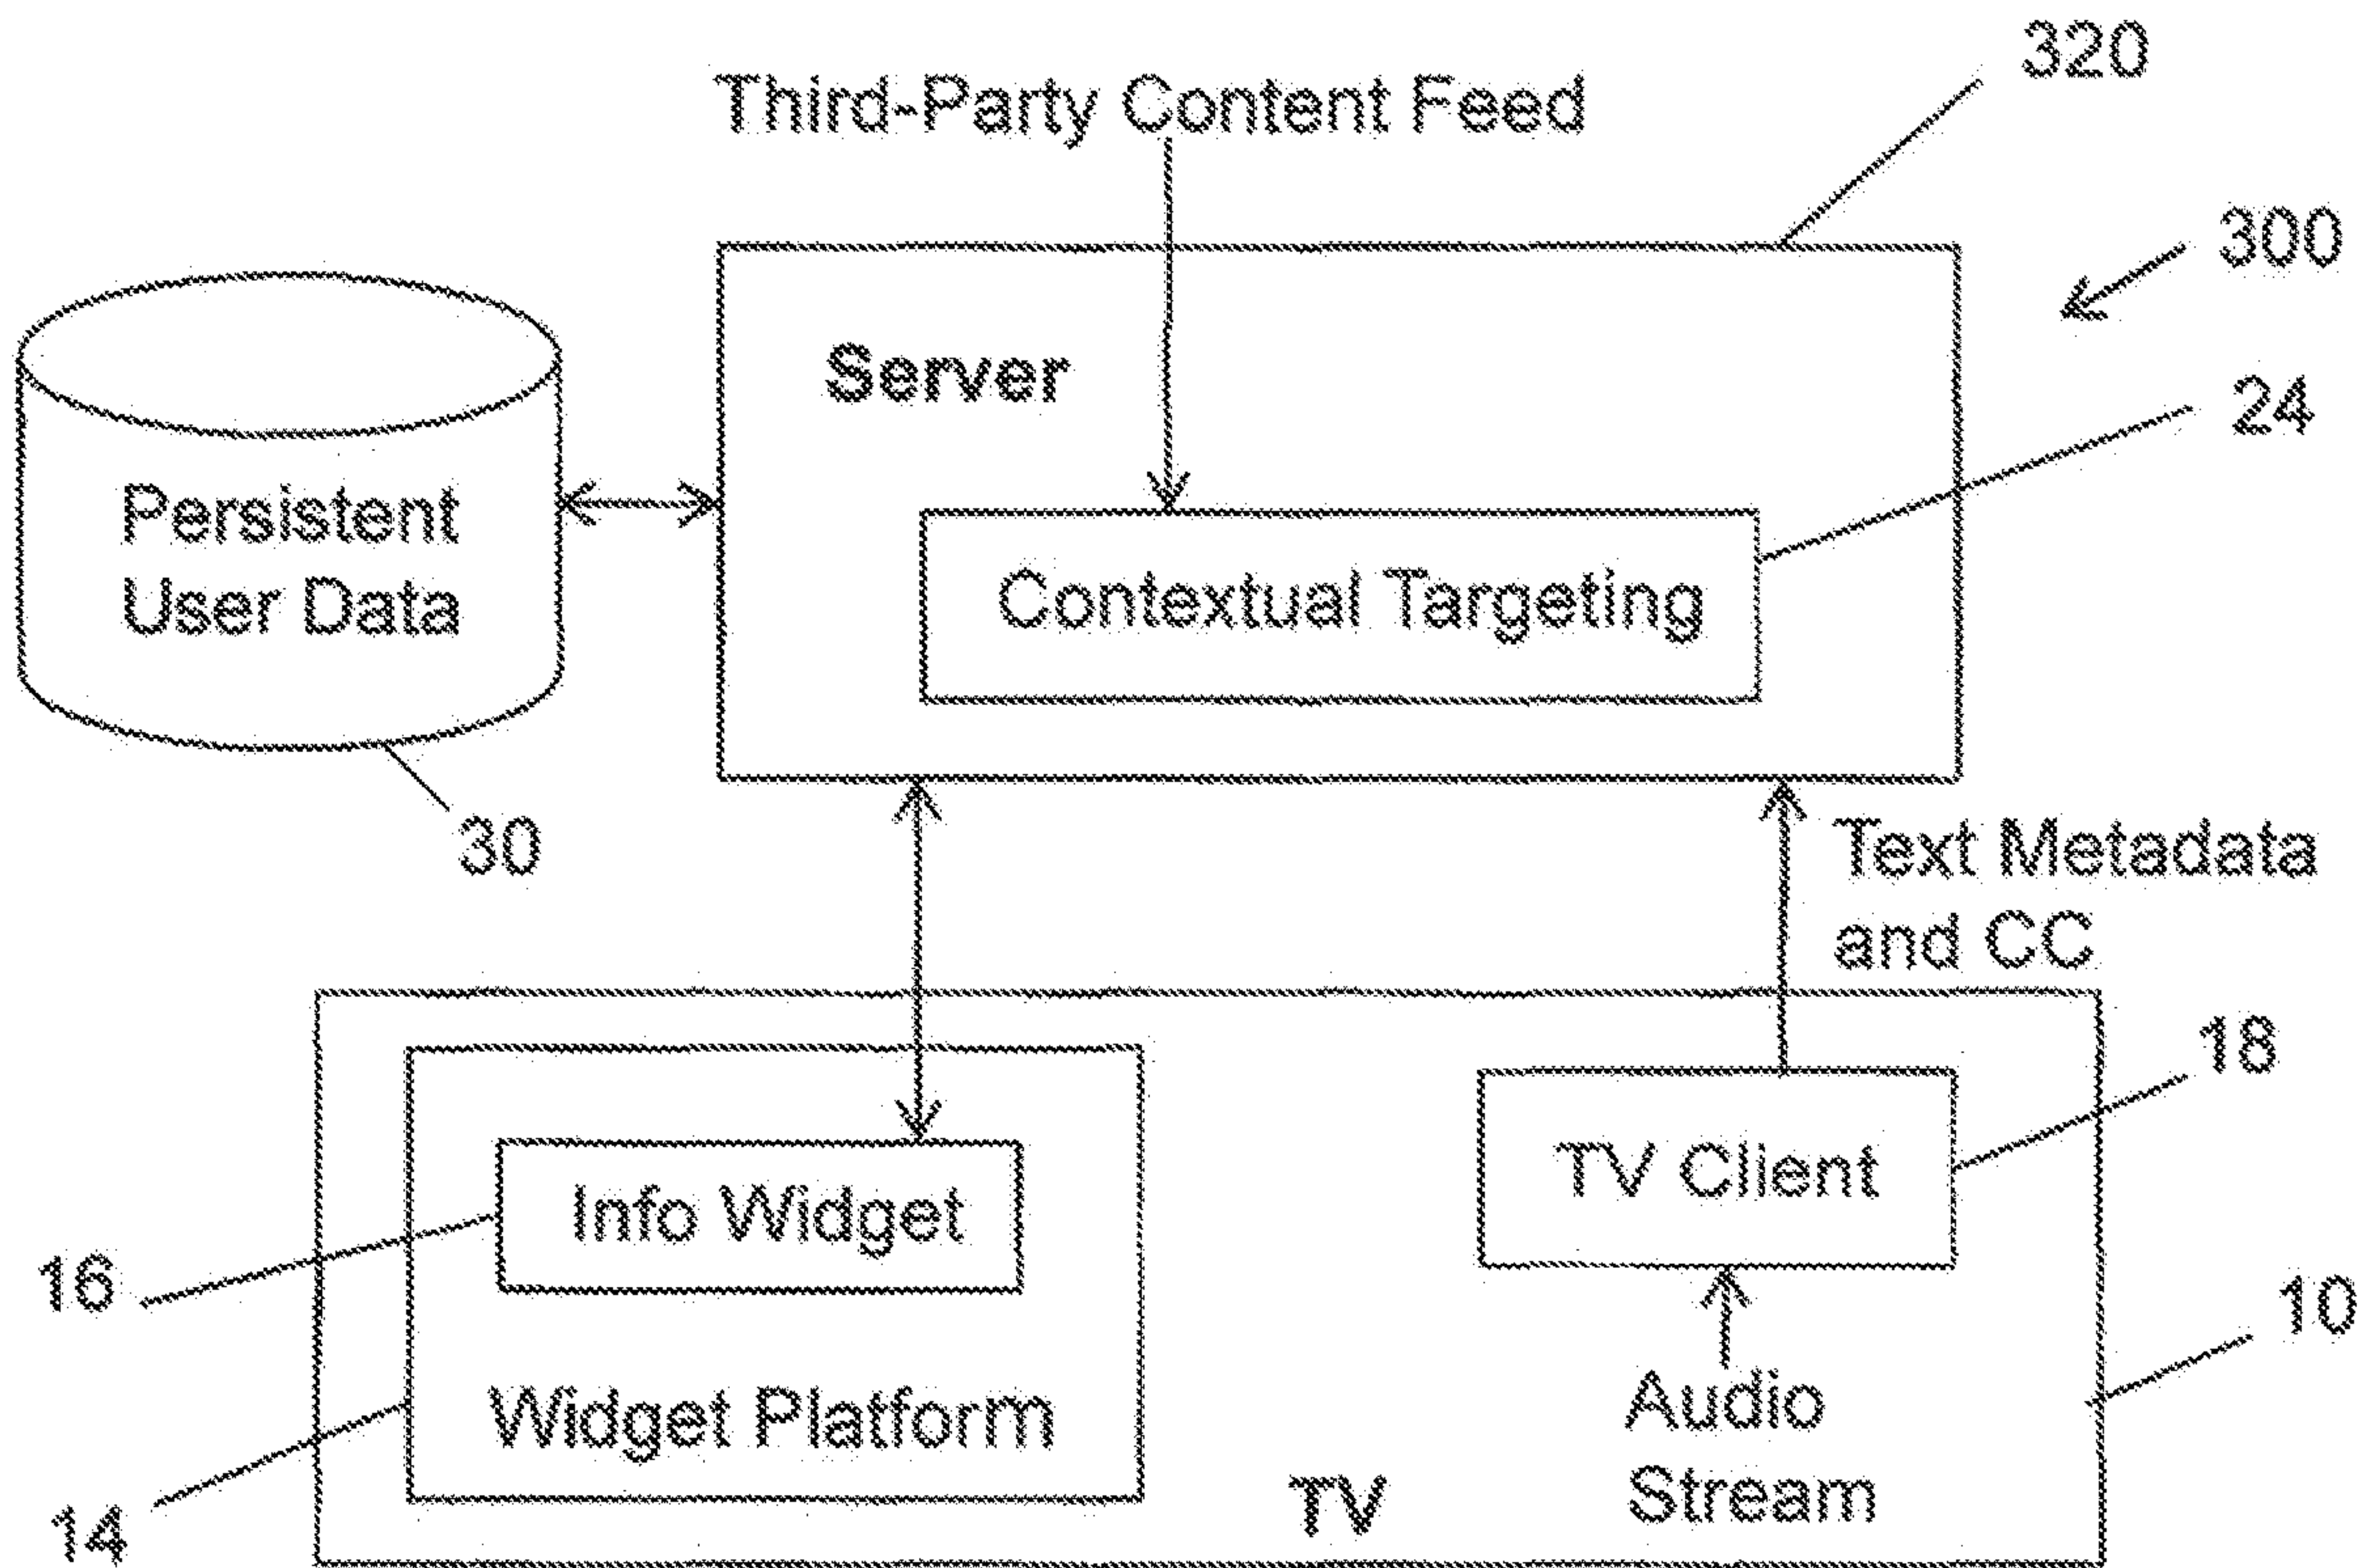 320
Third-Party Content Feed
300
Server
24
Persistent
User Data
Contextual Targeting
30
Text Metadata
and CC
18
TV Client
Info Widget
16
10
Audio
Stream
Widget Platform
14
TV